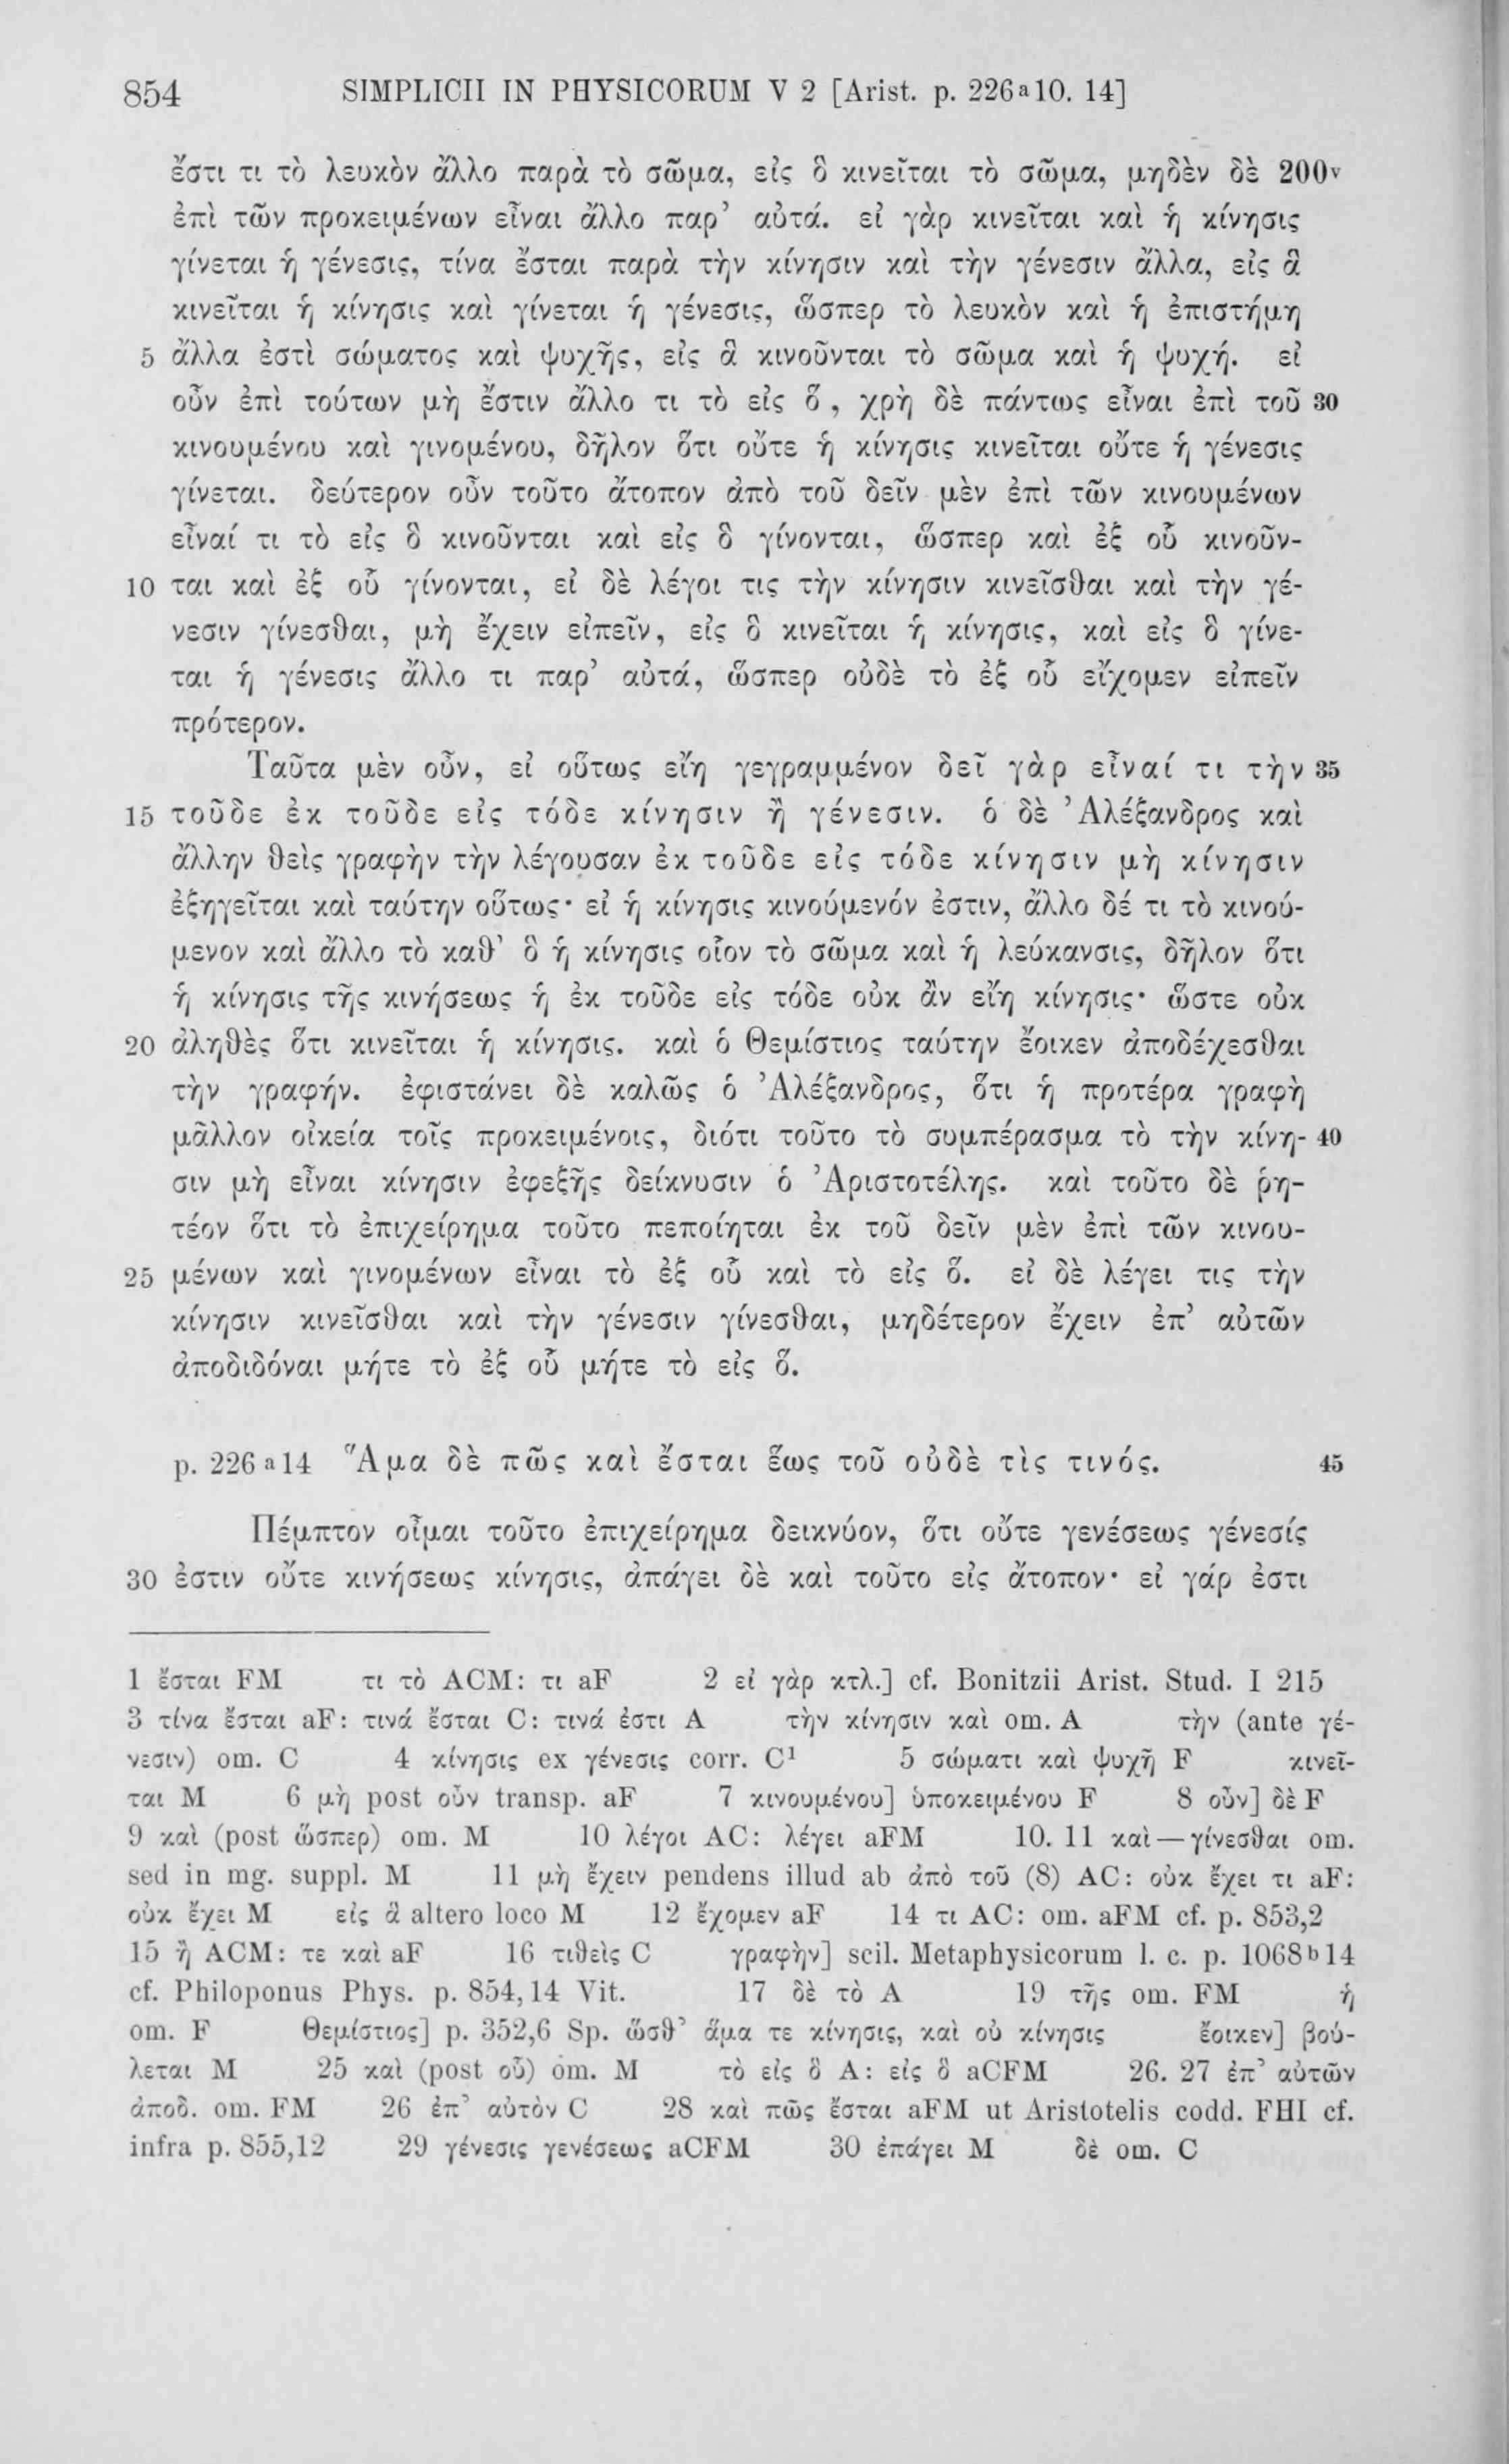 854 SIMPLICII IN PHYSICORUM V 2 [Arist. p. 226ᵃ10. 14]
ἔστι τι τὸ λευκὸν ἄλλο παρὰ τὸ σῶμα, εἰς ὃ κινεῖται τὸ σῶμα, μηδὲν δὲ 200ᵛ
ἐπὶ τῶν προκειμένων εἶναι ἄλλο παρ’ αὐτά. εἰ γὰρ κινεῖται καὶ ἡ κίνησις
γίνεται ἡ γένεσις, τίνα ἔσται παρὰ τὴν κίνησιν καὶ τὴν γένεσιν ἄλλα, εἰς ἃ
κινεῖται ἡ κίνησις καὶ γίνεται ἡ γένεσις, ὥσπερ τὸ λευκὸν καὶ ἡ ἐπιστήμη
5 ἄλλα ἐστὶ σώματος καὶ ψυχῆς, εἰς ἃ κινοῦνται τὸ σῶμα καὶ ἡ ψυχή. εἰ
οὖν ἐπὶ τούτων μὴ ἔστιν ἄλλο τι τὸ εἰς ὅ, χρὴ δὲ πάντως εἶναι ἐπὶ τοῦ 30
κινουμένου καὶ γινομένου, δῆλον ὅτι οὔτε ἡ κίνησις κινεῖται οὔτε ἡ γένεσις
γίνεται. δεύτερον οὖν τοῦτο ἄτοπον ἀπὸ τοῦ δεῖν μὲν ἐπὶ τῶν κινουμένων
εἶναί τι τὸ εἰς ὃ κινοῦνται καὶ εἰς ὃ γίνονται, ὥσπερ καὶ ἐξ οὗ κινοῦν-
10 ται καὶ ἐξ οὗ γίνονται, εἰ δὲ λέγοι τις τὴν κίνησιν κινεῖσθαι καὶ τὴν γέ-
νεσιν γίνεσθαι, μὴ ἔχειν εἰπεῖν, εἰς ὃ κινεῖται ἡ κίνησις, καὶ εἰς ὃ γίνε-
ται ἡ γένεσις ἄλλο τι παρ’ αὐτά, ὥσπερ οὐδὲ τὸ ἐξ οὗ εἴχομεν εἰπεῖν
πρότερον.
Ταῦτα μὲν οὖν, εἰ οὕτως εἴη γεγραμμένον δεῖ γὰρ εἶναί τι τὴν 35
15 τοῦδε ἐκ τοῦδε εἰς τόδε κίνησιν ἢ γένεσιν. ὁ δὲ Ἀλέξανδρος καὶ
ἄλλην θεὶς γραφὴν τὴν λέγουσαν ἐκ τοῦδε εἰς τόδε κίνησιν μὴ κίνησιν
ἐξηγεῖται καὶ ταύτην οὕτως· εἰ ἡ κίνησις κινούμενόν ἐστιν, ἄλλο δέ τι τὸ κινού-
μενον καὶ ἄλλο τὸ καθ’ ὃ ἡ κίνησις οἷον τὸ σῶμα καὶ ἡ λεύκανσις, δῆλον ὅτι
ἡ κίνησις τῆς κινήσεως ἡ ἐκ τοῦδε εἰς τόδε οὐκ ἂν εἴη κίνησις· ὥστε οὐκ
20 ἀληθὲς ὅτι κινεῖται ἡ κίνησις. καὶ ὁ Θεμίστιος ταύτην ἔοικεν ἀποδέχεσθαι
τὴν γραφήν. ἐφιστάνει δὲ καλῶς ὁ Ἀλέξανδρος, ὅτι ἡ προτέρα γραφὴ
μᾶλλον οἰκεία τοῖς προκειμένοις, διότι τοῦτο τὸ συμπέρασμα τὸ τὴν κίνη- 40
σιν μὴ εἶναι κίνησιν ἐφεξῆς δείκνυσιν ὁ Ἀριστοτέλης. καὶ τοῦτο δὲ ῥη-
τέον ὅτι τὸ ἐπιχείρημα τοῦτο πεποίηται ἐκ τοῦ δεῖν μὲν ἐπὶ τῶν κινου-
25 μένων καὶ γινομένων εἶναι τὸ ἐξ οὗ καὶ τὸ εἰς ὅ. εἰ δὲ λέγει τις τὴν
κίνησιν κινεῖσθαι καὶ τὴν γένεσιν γίνεσθαι, μηδέτερον ἔχειν ἐπ’ αὐτῶν
ἀποδιδόναι μήτε τὸ ἐξ οὗ μήτε τὸ εἰς ὅ.
p. 226ᵃ14 Ἅμα δὲ πῶς καὶ ἔσται ἕως τοῦ οὐδὲ τὶς τινός. 45
Πέμπτον οἶμαι τοῦτο ἐπιχείρημα δεικνύον, ὅτι οὔτε γενέσεως γένεσίς
30 ἐστιν οὔτε κινήσεως κίνησις, ἀπάγει δὲ καὶ τοῦτο εἰς ἄτοπον· εἰ γάρ ἐστι
1 ἔσται FM τι τὸ ACM: τι aF 2 εἰ γὰρ κτλ.] cf. Bonitzii Arist. Stud. I 215
3 τίνα ἔσται aF: τινά ἔσται C: τινά ἐστι A τὴν κίνησιν καὶ om. A τὴν (ante γέ-
νεσιν) om. C 4 κίνησις ex γένεσις corr. C¹ 5 σώματι καὶ ψυχῇ F κινεῖ-
ται M 6 μὴ post οὖν transp. aF 7 κινουμένου] ὑποκειμένου F 8 οὖν] δὲ F
9 καὶ (post ὥσπερ) om. M 10 λέγοι AC: λέγει aFM 10. 11 καὶ — γίνεσθαι om.
sed in mg. suppl. M 11 μὴ ἔχειν pendens illud ab ἀπὸ τοῦ (8) AC: οὐκ ἔχει τι aF:
οὐκ ἔχει M εἰς ἃ altero loco M 12 ἔχομεν aF 14 τι AC: om. aFM cf. p. 853,2
15 ἢ ACM: τε καὶ aF 16 τιθεὶς C γραφὴν] scil. Metaphysicorum l. c. p. 1068ᵇ14
cf. Philoponus Phys. p. 854,14 Vit. 17 δὲ τὸ A 19 τῆς om. FM ἡ
om. F Θεμίστιος] p. 352,6 Sp. ὥσθ’ ἅμα τε κίνησις, καὶ οὐ κίνησις ἔοικεν] βού-
λεται M 25 καὶ (post οὗ) om. M τὸ εἰς ὃ A: εἰς ὃ aCFM 26. 27 ἐπ’ αὐτῶν
ἀποδ. om. FM 26 ἐπ’ αὐτὸν C 28 καὶ πῶς ἔσται aFM ut Aristotelis codd. FHI cf.
infra p. 855,12 29 γένεσις γενέσεως aCFM 30 ἐπάγει M δὲ om. C